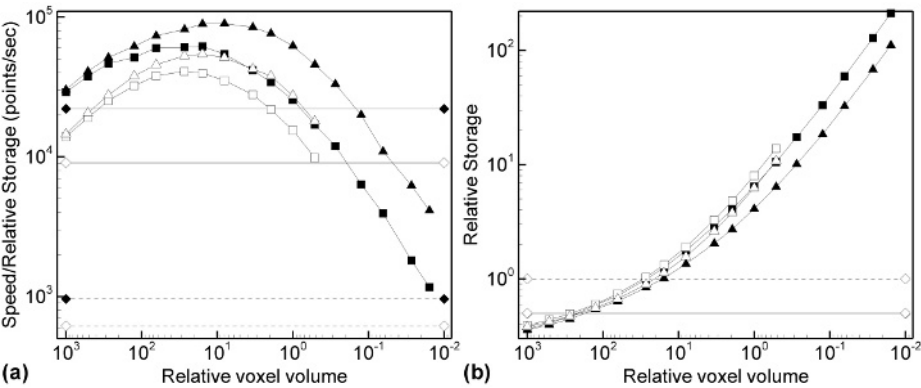 Speed/Relative Storage (points/sec)
10^5
10^4
10^3
10^3 10^2 10^1 10^0 10^-1 10^-2
Relative voxel volume
(a)
Relative Storage
10^2
10^1
10^0
10^3 10^2 10^1 10^0 10^-1 10^-2
Relative voxel volume
(b)